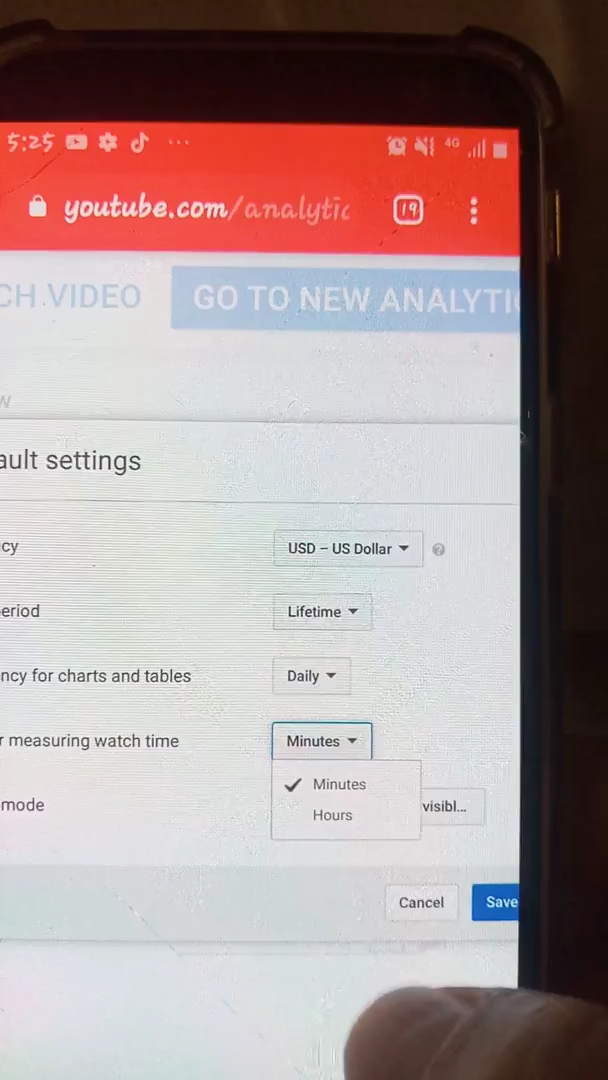 5:25 4G
youtube.com/analytic 19
CH VIDEO GO TO NEW ANALYTI
W
ault settings
cy USD – US Dollar ?
eriod Lifetime
ncy for charts and tables Daily
r measuring watch time Minutes
Minutes
mode visibl...
Hours
Cancel Save